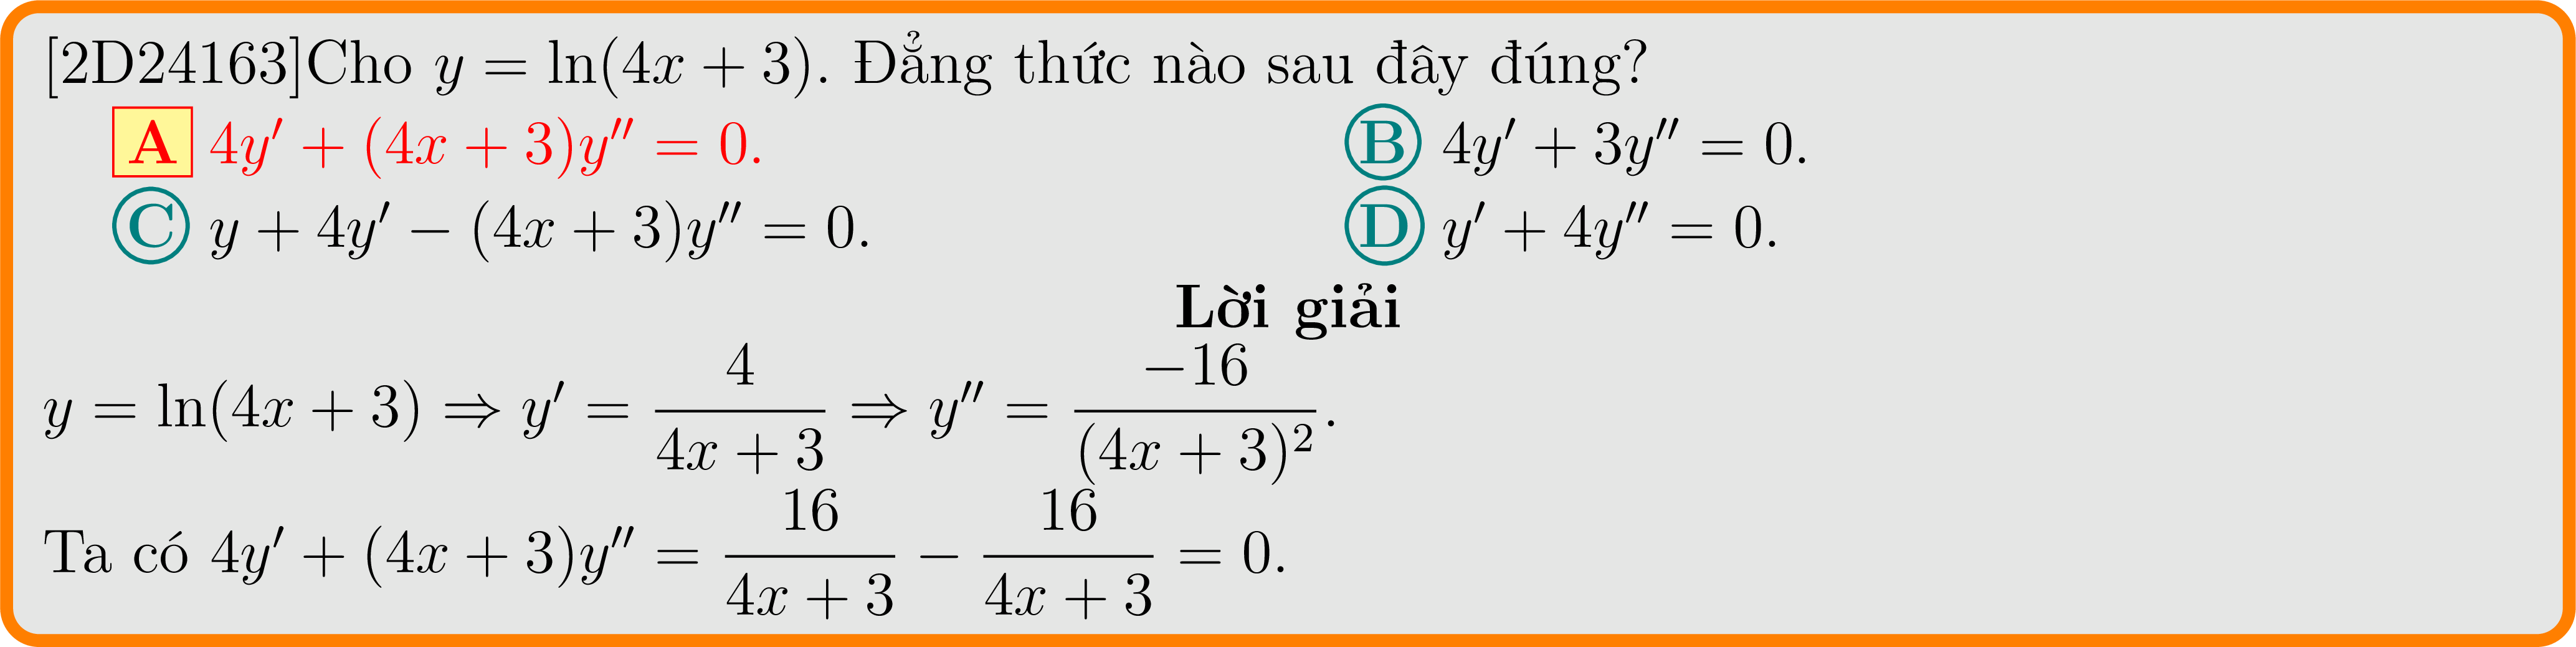 [2D24163]Cho y = ln(4x + 3). Đẳng thức nào sau đây đúng?
A 4y′ + (4x + 3)y″ = 0. B 4y′ + 3y″ = 0.
C y + 4y′ − (4x + 3)y″ = 0. D y′ + 4y″ = 0.
Lời giải
y = ln(4x + 3) ⇒ y′ = \frac{4}{4x + 3} ⇒ y″ = \frac{−16}{(4x + 3)^2}.
Ta có 4y′ + (4x + 3)y″ = \frac{16}{4x + 3} − \frac{16}{4x + 3} = 0.